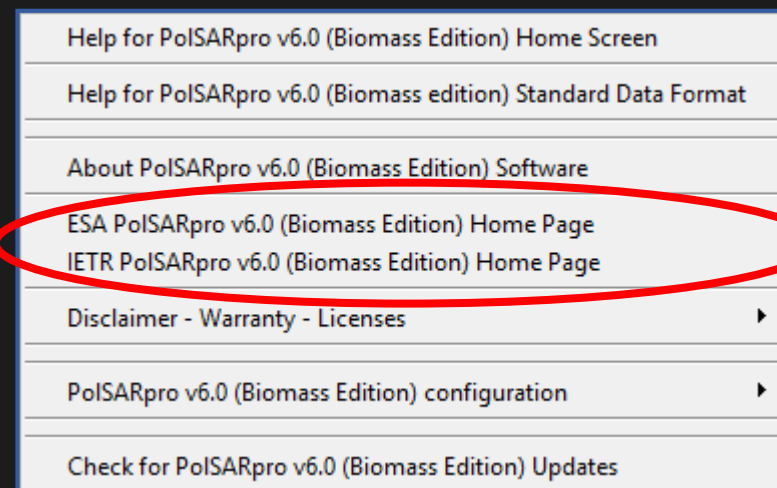 Help for PolSARpro v6.0 (Biomass Edition) Home Screen
Help for PolSARpro v6.0 (Biomass edition) Standard Data Format
About PolSARpro v6.0 (Biomass Edition) Software
ESA PolSARpro v6.0 (Biomass Edition) Home Page
IETR PolSARpro v6.0 (Biomass Edition) Home Page
Disclaimer - Warranty - Licenses
PolSARpro v6.0 (Biomass Edition) configuration
Check for PolSARpro v6.0 (Biomass Edition) Updates